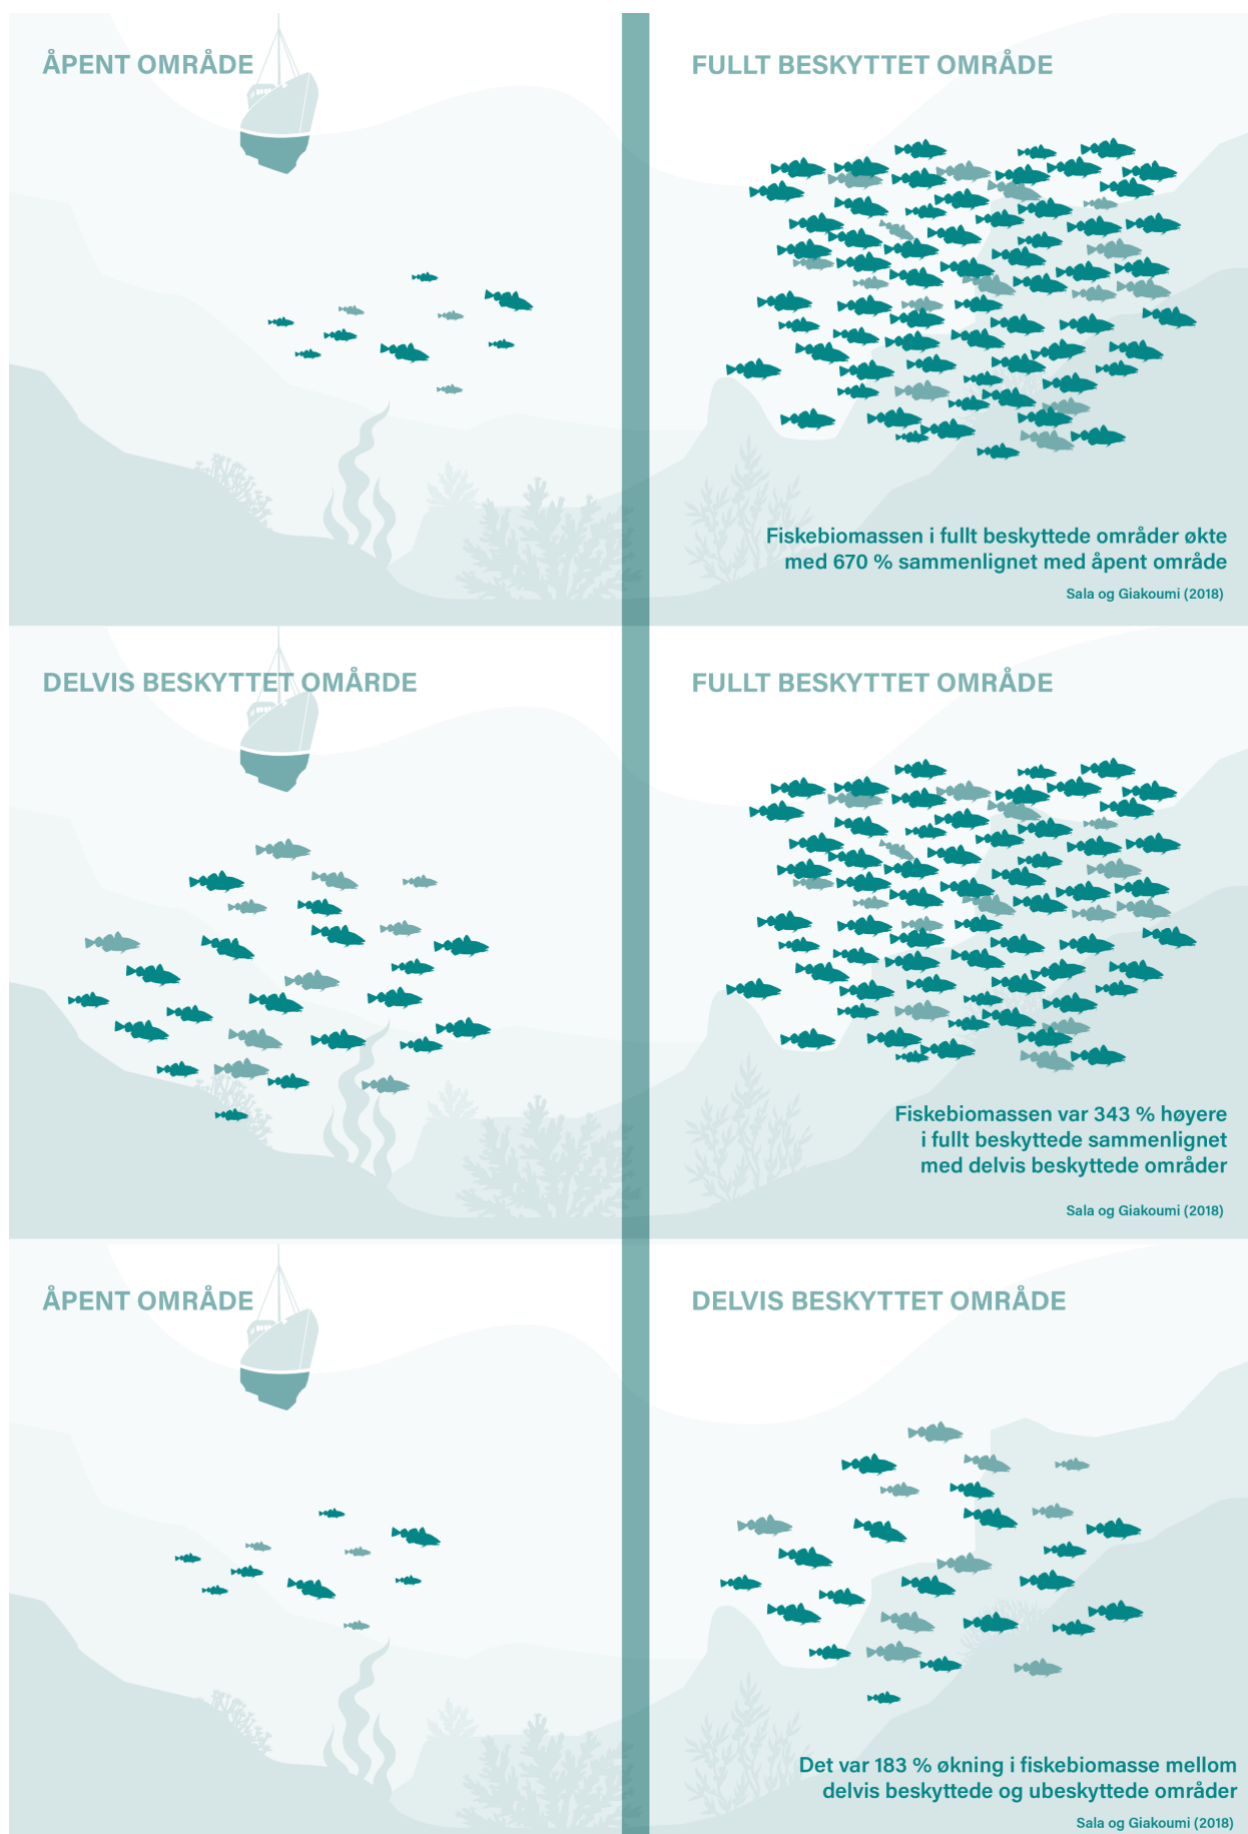 ÅPENT OMRÅDE
FULLT BESKYTTET OMRÅDE
Fiskebiomassen i fullt beskyttede områder økte
med 670 % sammenlignet med åpent område
Sala og Giakoumi (2018)
DELVIS BESKYTTET OMÅRDE
FULLT BESKYTTET OMRÅDE
Fiskebiomassen var 343 % høyere
i fullt beskyttede sammenlignet
med delvis beskyttede områder
Sala og Giakoumi (2018)
ÅPENT OMRÅDE
DELVIS BESKYTTET OMRÅDE
Det var 183 % økning i fiskebiomasse mellom
delvis beskyttede og ubeskyttede områder
Sala og Giakoumi (2018)